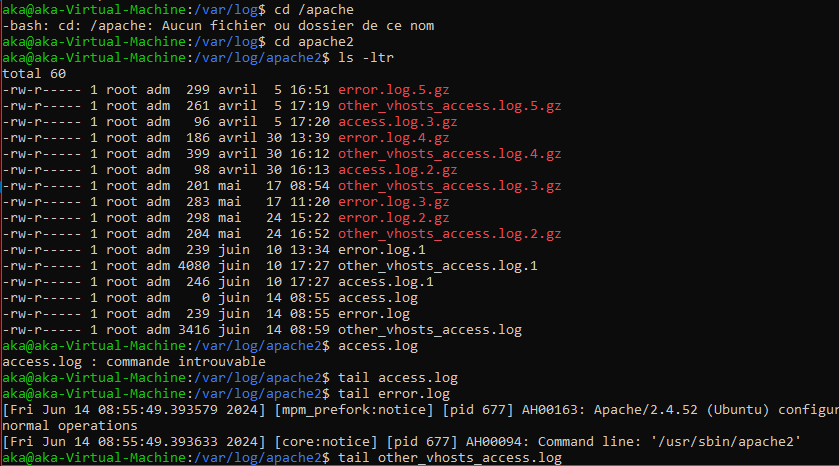 aka@aka-Virtual-Machine:/var/log$ cd /apache
-bash: cd: /apache: Aucun fichier ou dossier de ce nom
aka@aka-Virtual-Machine:/var/log$ cd apache2
aka@aka-Virtual-Machine:/var/log/apache2$ ls -ltr
total 60
-rw-r----- 1 root adm  299 avril  5 16:51 error.log.5.gz
-rw-r----- 1 root adm  261 avril  5 17:19 other_vhosts_access.log.5.gz
-rw-r----- 1 root adm   96 avril  5 17:20 access.log.3.gz
-rw-r----- 1 root adm  186 avril 30 13:39 error.log.4.gz
-rw-r----- 1 root adm  399 avril 30 16:12 other_vhosts_access.log.4.gz
-rw-r----- 1 root adm   98 avril 30 16:13 access.log.2.gz
-rw-r----- 1 root adm  201 mai   17 08:54 other_vhosts_access.log.3.gz
-rw-r----- 1 root adm  283 mai   17 11:20 error.log.3.gz
-rw-r----- 1 root adm  298 mai   24 15:22 error.log.2.gz
-rw-r----- 1 root adm  204 mai   24 16:52 other_vhosts_access.log.2.gz
-rw-r----- 1 root adm  239 juin  10 13:34 error.log.1
-rw-r----- 1 root adm 4080 juin  10 17:27 other_vhosts_access.log.1
-rw-r----- 1 root adm  246 juin  10 17:27 access.log.1
-rw-r----- 1 root adm    0 juin  14 08:55 access.log
-rw-r----- 1 root adm  239 juin  14 08:55 error.log
-rw-r----- 1 root adm 3416 juin  14 08:59 other_vhosts_access.log
aka@aka-Virtual-Machine:/var/log/apache2$ access.log
access.log : commande introuvable
aka@aka-Virtual-Machine:/var/log/apache2$ tail access.log
aka@aka-Virtual-Machine:/var/log/apache2$ tail error.log
[Fri Jun 14 08:55:49.393579 2024] [mpm_prefork:notice] [pid 677] AH00163: Apache/2.4.52 (Ubuntu) configur
normal operations
[Fri Jun 14 08:55:49.393633 2024] [core:notice] [pid 677] AH00094: Command line: '/usr/sbin/apache2'
aka@aka-Virtual-Machine:/var/log/apache2$ tail other_vhosts_access.log